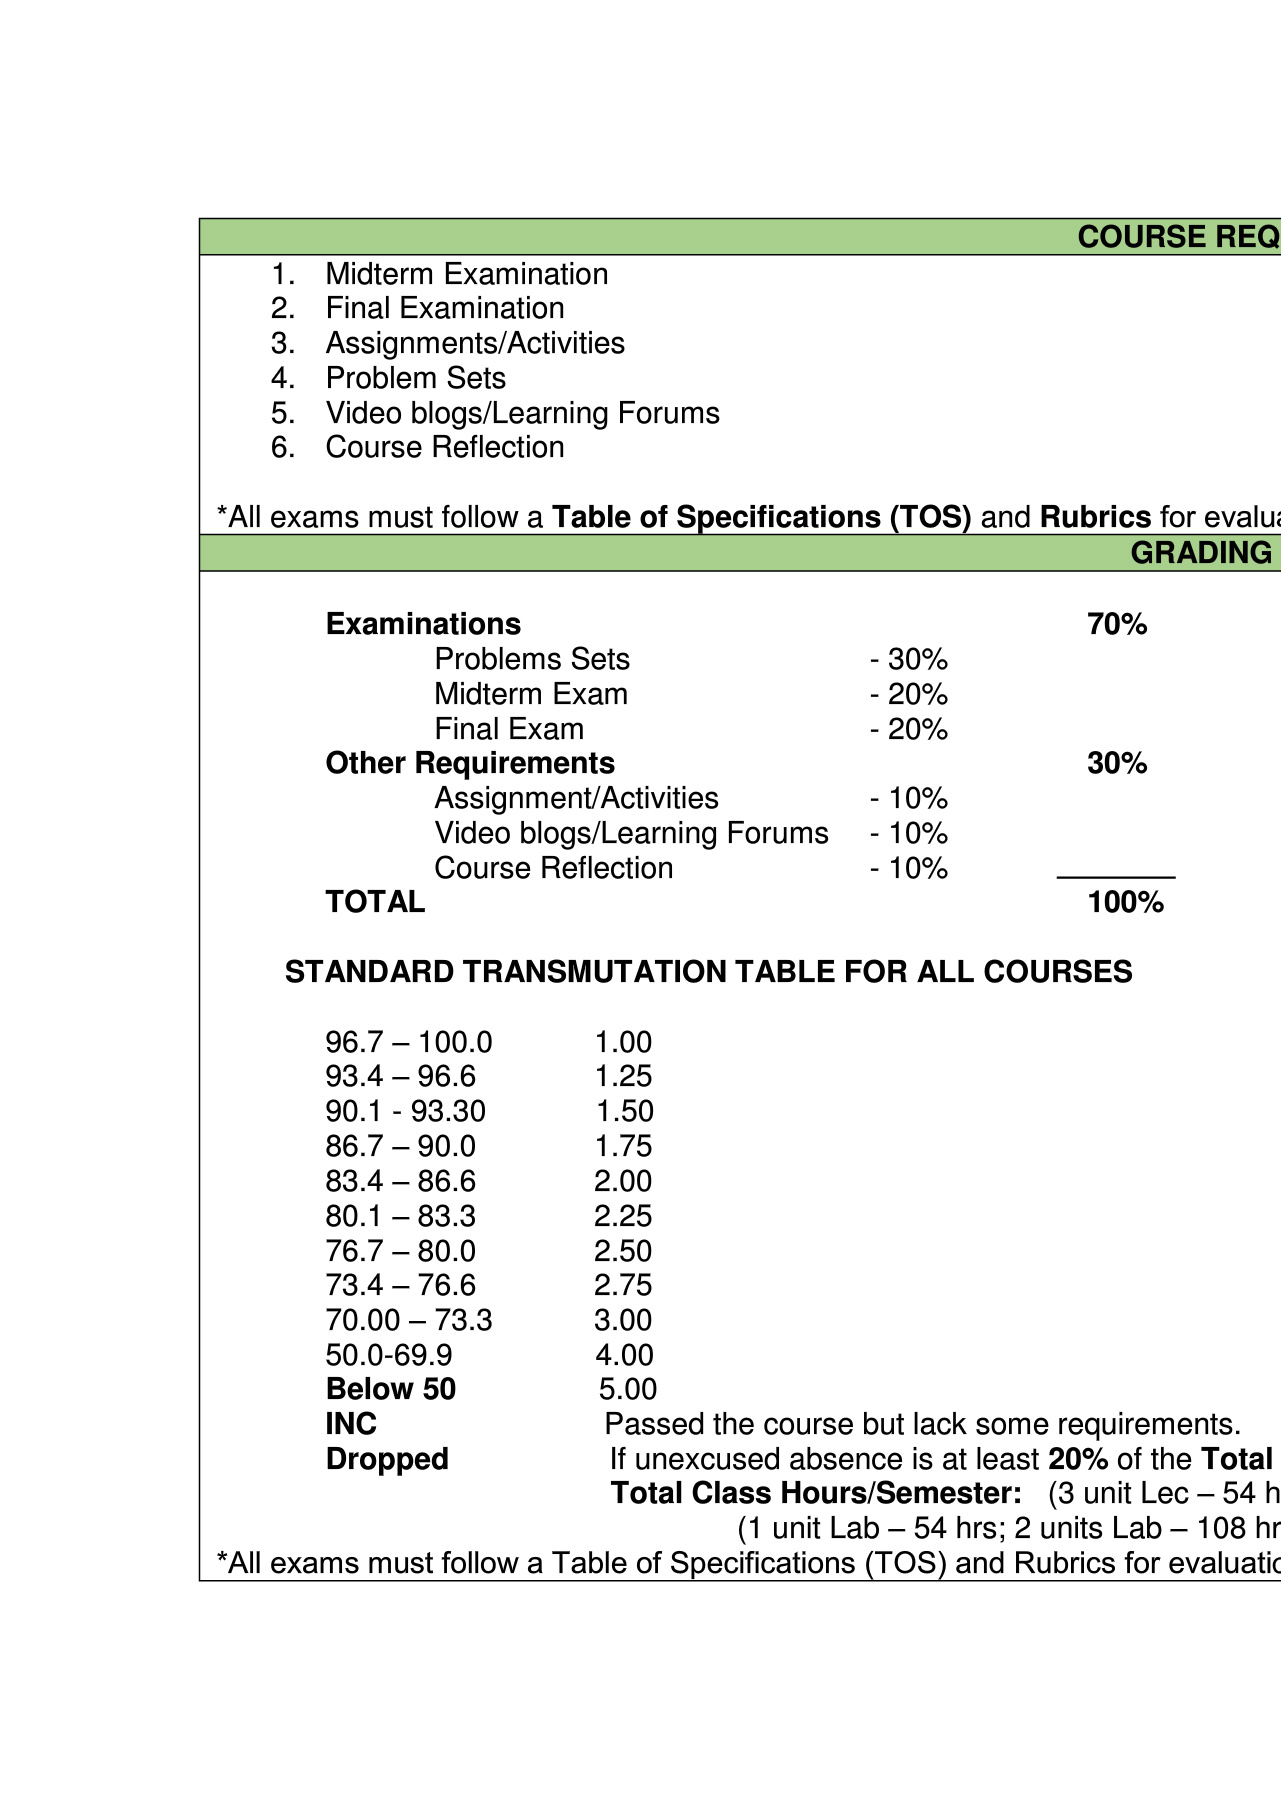 COURSE REQ
1. Midterm Examination
2. Final Examination
3. Assignments/Activities
4. Problem Sets
5. Video blogs/Learning Forums
6. Course Reflection
*All exams must follow a Table of Specifications (TOS) and Rubrics for evalua
GRADING
Examinations 70%
Problems Sets - 30%
Midterm Exam - 20%
Final Exam - 20%
Other Requirements 30%
Assignment/Activities - 10%
Video blogs/Learning Forums - 10%
Course Reflection - 10%
TOTAL 100%
STANDARD TRANSMUTATION TABLE FOR ALL COURSES
96.7 – 100.0 1.00
93.4 – 96.6 1.25
90.1 - 93.30 1.50
86.7 – 90.0 1.75
83.4 – 86.6 2.00
80.1 – 83.3 2.25
76.7 – 80.0 2.50
73.4 – 76.6 2.75
70.00 – 73.3 3.00
50.0-69.9 4.00
Below 50 5.00
INC Passed the course but lack some requirements.
Dropped If unexcused absence is at least 20% of the Total
Total Class Hours/Semester: (3 unit Lec – 54 h
(1 unit Lab – 54 hrs; 2 units Lab – 108 hr
*All exams must follow a Table of Specifications (TOS) and Rubrics for evaluatio